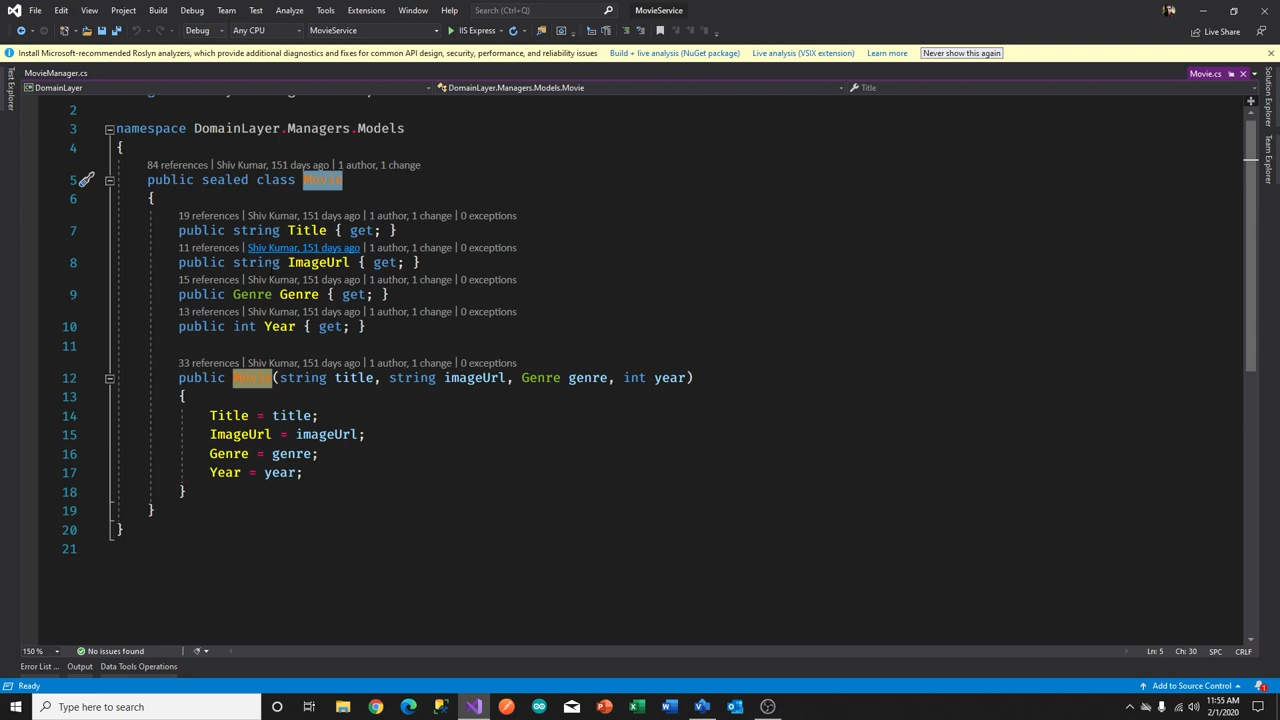 File Edit View Project Build Debug Team Test Analyze Tools Extensions Window Help Search (Ctrl+Q) MovieService
Debug Any CPU MovieService IIS Express Live Share
Install Microsoft-recommended Roslyn analyzers, which provide additional diagnostics and fixes for common API design, security, performance, and reliability issues Build + live analysis (NuGet package) Live analysis (VSIX extension) Learn more Never show this again
MovieManager.cs Movie.cs
DomainLayer DomainLayer.Managers.Models.Movie Title
Test Explorer
Solution Explorer
Team Explorer
2
3 namespace DomainLayer.Managers.Models
4 {
84 references | Shiv Kumar, 151 days ago | 1 author, 1 change
5 public sealed class Movie
6 {
19 references | Shiv Kumar, 151 days ago | 1 author, 1 change | 0 exceptions
7 public string Title { get; }
11 references | Shiv Kumar, 151 days ago | 1 author, 1 change | 0 exceptions
8 public string ImageUrl { get; }
15 references | Shiv Kumar, 151 days ago | 1 author, 1 change | 0 exceptions
9 public Genre Genre { get; }
13 references | Shiv Kumar, 151 days ago | 1 author, 1 change | 0 exceptions
10 public int Year { get; }
11
33 references | Shiv Kumar, 151 days ago | 1 author, 1 change | 0 exceptions
12 public Movie(string title, string imageUrl, Genre genre, int year)
13 {
14 Title = title;
15 ImageUrl = imageUrl;
16 Genre = genre;
17 Year = year;
18 }
19 }
20 }
21
150 % No issues found Ln: 5 Ch: 30 SPC CRLF
Error List ... Output Data Tools Operations
Ready Add to Source Control 1
Type here to search 11:55 AM
2/1/2020